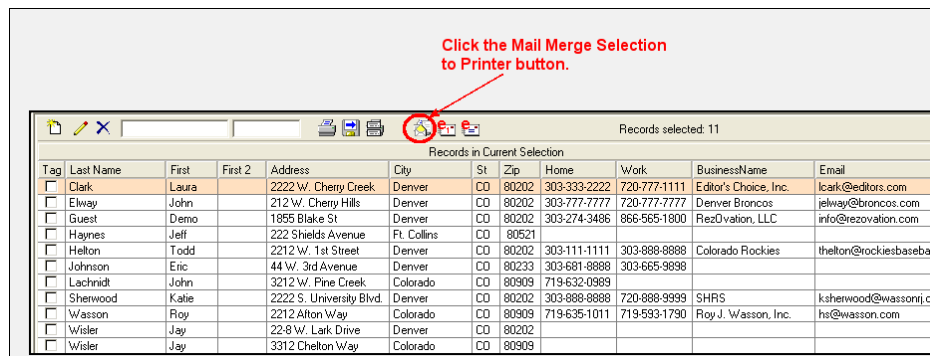 Click the Mail Merge Selection
to Printer button.
Records selected: 11
Records in Current Selection
Tag Last Name First First 2 Address City St Zip Home Work BusinessName Email
Clark Laura 2222 W. Cherry Creek Denver CO 80202 303-333-2222 720-777-1111 Editor's Choice, Inc. lcark@editors.com
Elway John 212 W. Cherry Hills Denver CO 80202 303-777-7777 720-777-7777 Denver Broncos jelway@broncos.com
Guest Demo 1855 Blake St Denver CO 80202 303-274-3486 866-565-1800 RezOvation, LLC info@rezovation.com
Haynes Jeff 222 Shields Avenue Ft. Collins CO 80521
Helton Todd 2212 W. 1st Street Denver CO 80202 303-111-1111 303-888-8888 Colorado Rockies thelton@rockiesbaseba
Johnson Eric 44 W. 3rd Avenue Denver CO 80233 303-681-8888 303-665-9898
Lachnidt John 3212 W. Pine Creek Colorado CO 80909 719-632-0989
Sherwood Katie 2222 S. University Blvd. Denver CO 80202 303-888-8888 720-888-9999 SHRS ksherwood@wassonrj.c
Wasson Roy 2212 Afton Way Colorado CO 80909 719-635-1011 719-593-1790 Roy J. Wasson, Inc. hs@wasson.com
Wisler Jay 22-8 W. Lark Drive Denver CO 80202
Wisler Jay 3312 Chelton Way Colorado CO 80909